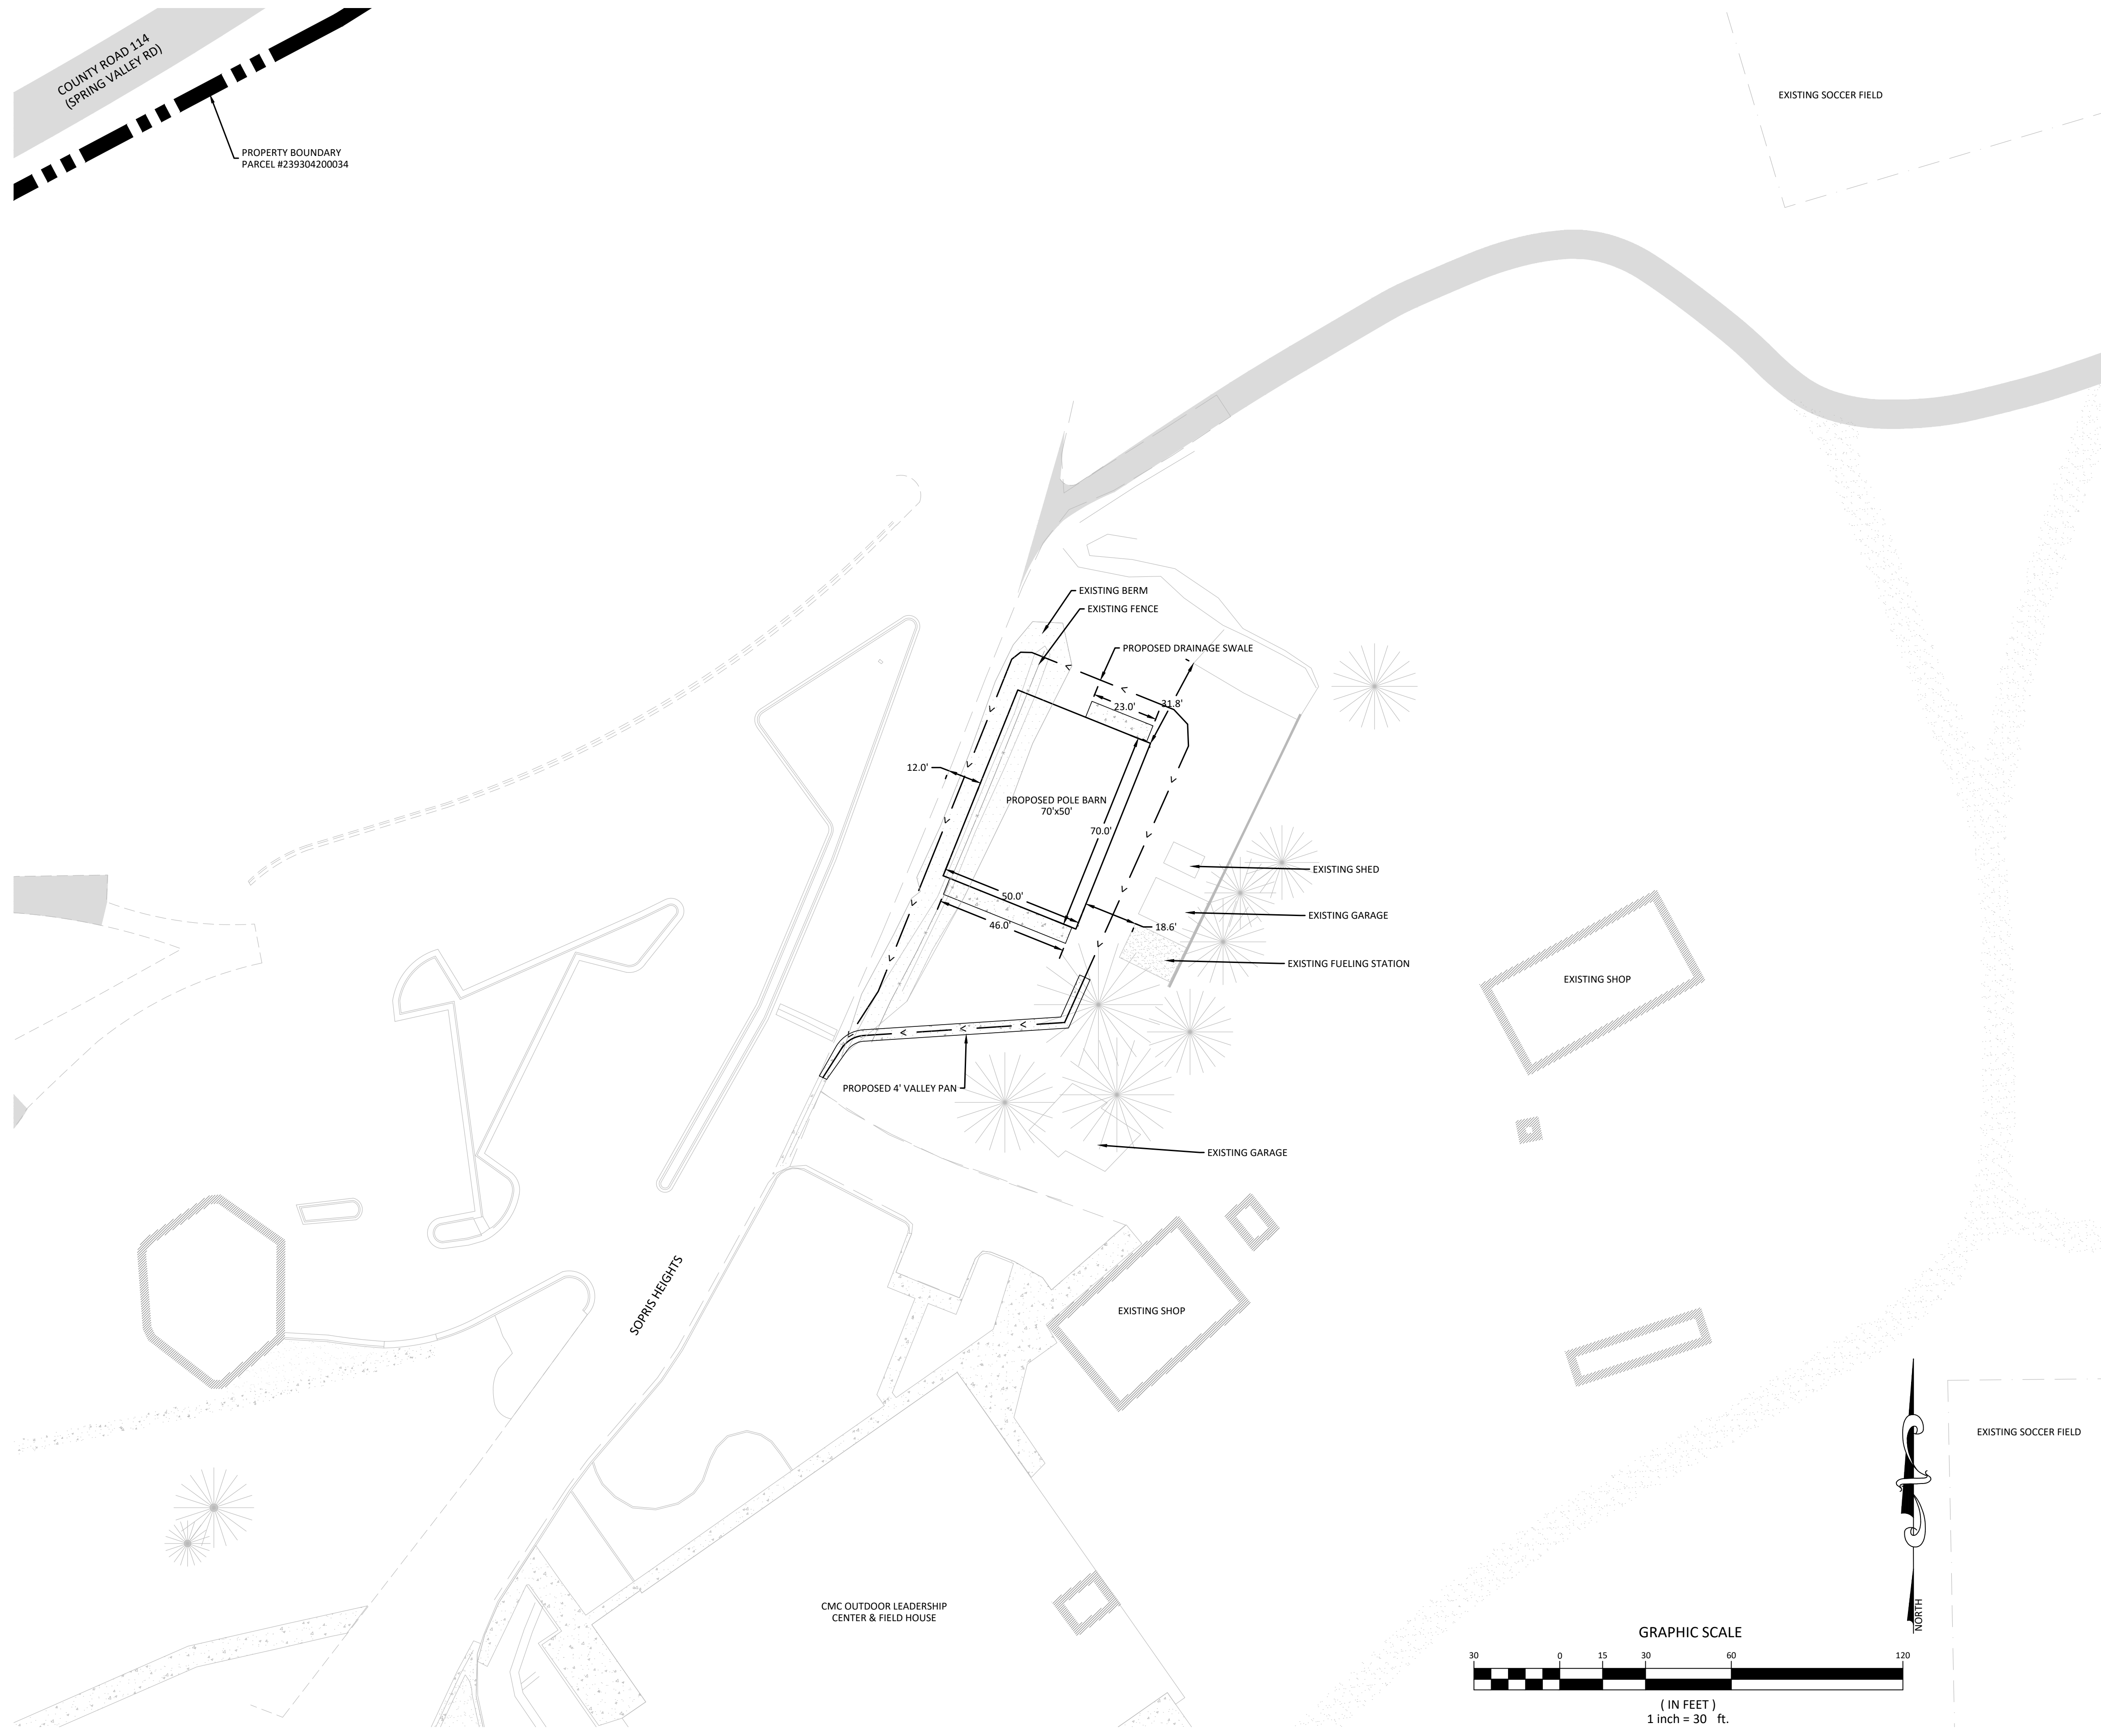 COUNTY ROAD 114
(SPRING VALLEY RD)
PROPERTY BOUNDARY
PARCEL #239304200034
EXISTING SOCCER FIELD
EXISTING BERM
EXISTING FENCE
PROPOSED DRAINAGE SWALE
31.8'
23.0'
12.0'
PROPOSED POLE BARN
70'x50'
70.0'
EXISTING SHED
50.0'
EXISTING GARAGE
46.0'
18.6'
EXISTING FUELING STATION
EXISTING SHOP
PROPOSED 4' VALLEY PAN
EXISTING GARAGE
SOPRIS HEIGHTS
EXISTING SHOP
EXISTING SOCCER FIELD
CMC OUTDOOR LEADERSHIP
CENTER & FIELD HOUSE
NORTH
GRAPHIC SCALE
30 0 15 30 60 120
( IN FEET )
1 inch = 30 ft.